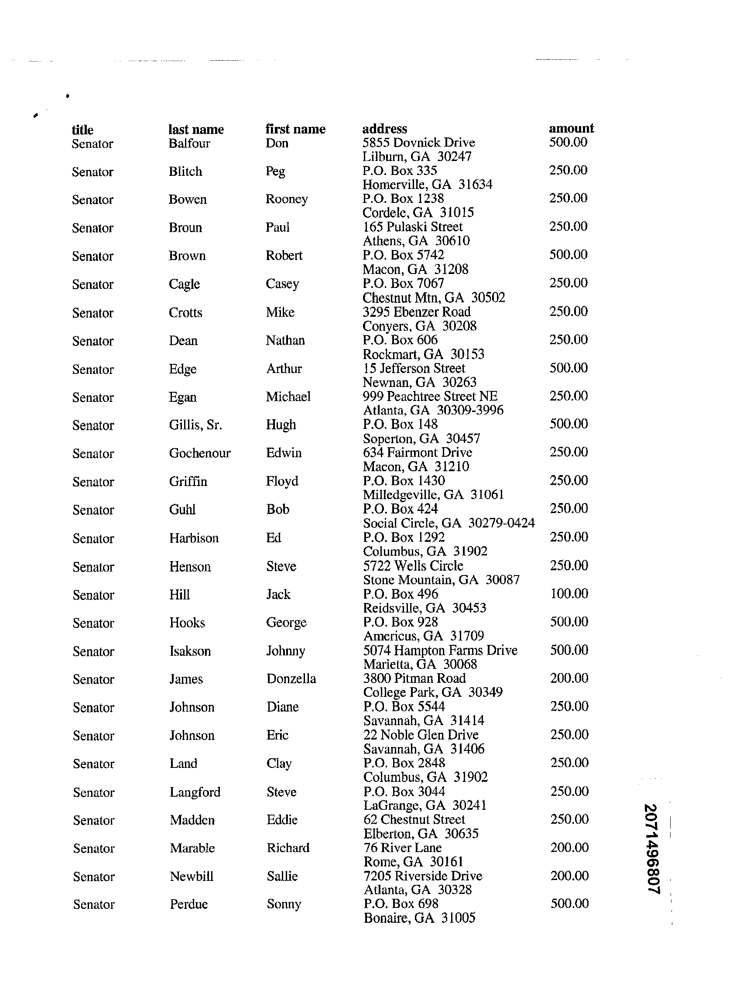 title last name first name address amount
Senator Balfour Don 5855 Dovnick Drive 500.00
Lilburn, GA 30247
Senator Blitch Peg P.O. Box 335 250.00
Homerville, GA 31634
Senator Bowen Rooney P.O. Box 1238 250.00
Cordele, GA 31015
Senator Broun Paul 165 Pulaski Street 250.00
Athens, GA 30610
Senator Brown Robert P.O. Box 5742 500.00
Macon, GA 31208
Senator Cagle Casey P.O. Box 7067 250.00
Chestnut Mtn, GA 30502
Senator Crotts Mike 3295 Ebenzer Road 250.00
Conyers, GA 30208
Senator Dean Nathan P.O. Box 606 250.00
Rockmart, GA 30153
Senator Edge Arthur 15 Jefferson Street 500.00
Newnan, GA 30263
Senator Egan Michael 999 Peachtree Street NE 250.00
Atlanta, GA 30309-3996
Senator Gillis, Sr. Hugh P.O. Box 148 500.00
Soperton, GA 30457
Senator Gochenour Edwin 634 Fairmont Drive 250.00
Macon, GA 31210
Senator Griffin Floyd P.O. Box 1430 250.00
Milledgeville, GA 31061
Senator Guhl Bob P.O. Box 424 250.00
Social Circle, GA 30279-0424
Senator Harbison Ed P.O. Box 1292 250.00
Columbus, GA 31902
Senator Henson Steve 5722 Wells Circle 250.00
Stone Mountain, GA 30087
Senator Hill Jack P.O. Box 496 100.00
Reidsville, GA 30453
Senator Hooks George P.O. Box 928 500.00
Americus, GA 31709
Senator Isakson Johnny 5074 Hampton Farms Drive 500.00
Marietta, GA 30068
Senator James Donzella 3800 Pitman Road 200.00
College Park, GA 30349
Senator Johnson Diane P.O. Box 5544 250.00
Savannah, GA 31414
Senator Johnson Eric 22 Noble Glen Drive 250.00
Savannah, GA 31406
Senator Land Clay P.O. Box 2848 250.00
Columbus, GA 31902
Senator Langford Steve P.O. Box 3044 250.00
LaGrange, GA 30241
Senator Madden Eddie 62 Chestnut Street 250.00
Elberton, GA 30635
Senator Marable Richard 76 River Lane 200.00
Rome, GA 30161
Senator Newbill Sallie 7205 Riverside Drive 200.00
Atlanta, GA 30328
Senator Perdue Sonny P.O. Box 698 500.00
Bonaire, GA 31005
2071496807